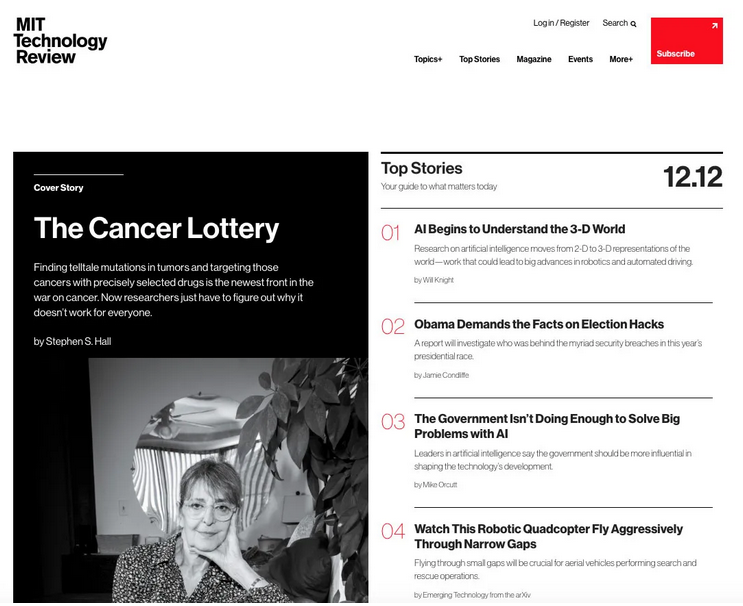 MIT
Technology
Review
Log in / Register Search
Subscribe
Topics+ Top Stories Magazine Events More+
Cover Story
The Cancer Lottery
Finding telltale mutations in tumors and targeting those
cancers with precisely selected drugs is the newest front in the
war on cancer. Now researchers just have to figure out why it
doesn't work for everyone.
by Stephen S. Hall
Top Stories
Your guide to what matters today
12.12
01
AI Begins to Understand the 3-D World
Research on artificial intelligence moves from 2-D to 3-D representations of the
world—work that could lead to big advances in robotics and automated driving.
by Will Knight
02
Obama Demands the Facts on Election Hacks
A report will investigate who was behind the myriad security breaches in this year's
presidential race.
by Jamie Condliffe
03
The Government Isn't Doing Enough to Solve Big
Problems with AI
Leaders in artificial intelligence say the government should be more influential in
shaping the technology's development.
by Mike Orcutt
04
Watch This Robotic Quadcopter Fly Aggressively
Through Narrow Gaps
Flying through small gaps will be crucial for aerial vehicles performing search and
rescue operations.
by Emerging Technology from the arXiv